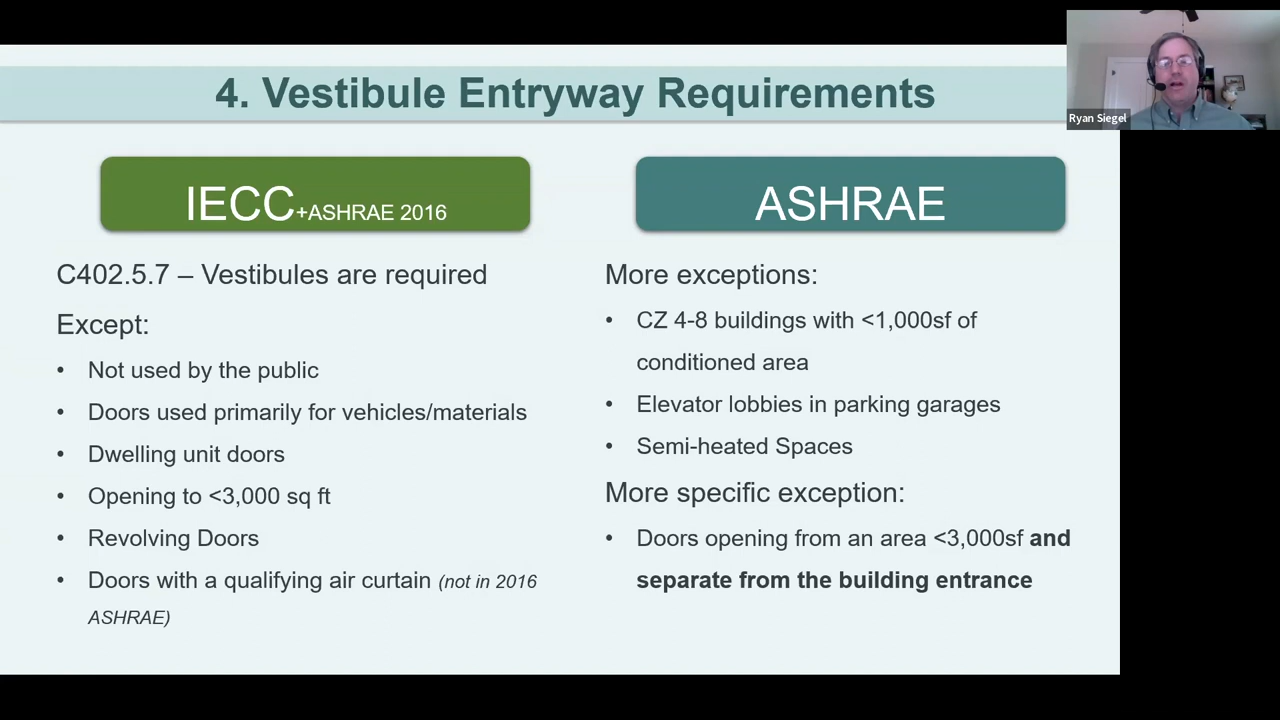 4. Vestibule Entryway Requirements
Ryan Siegel
IECC+ASHRAE 2016
C402.5.7 – Vestibules are required
Except:
• Not used by the public
• Doors used primarily for vehicles/materials
• Dwelling unit doors
• Opening to <3,000 sq ft
• Revolving Doors
• Doors with a qualifying air curtain (not in 2016
ASHRAE)
ASHRAE
More exceptions:
• CZ 4-8 buildings with <1,000sf of
conditioned area
• Elevator lobbies in parking garages
• Semi-heated Spaces
More specific exception:
• Doors opening from an area <3,000sf and
separate from the building entrance